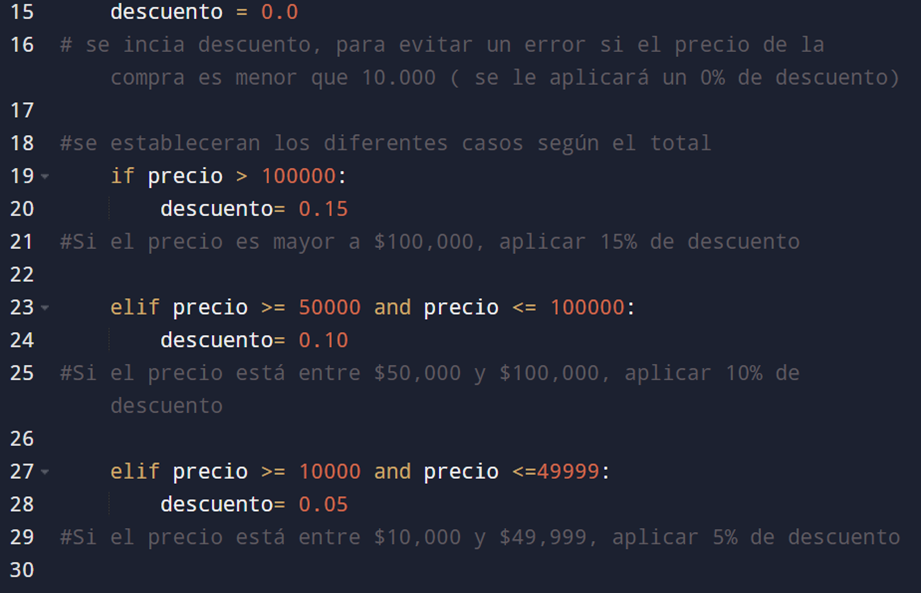 15 descuento = 0.0
16 # se incia descuento, para evitar un error si el precio de la
compra es menor que 10.000 ( se le aplicará un 0% de descuento)
17
18 #se estableceran los diferentes casos según el total
19 if precio > 100000:
20 descuento= 0.15
21 #Si el precio es mayor a $100,000, aplicar 15% de descuento
22
23 elif precio >= 50000 and precio <= 100000:
24 descuento= 0.10
25 #Si el precio está entre $50,000 y $100,000, aplicar 10% de
descuento
26
27 elif precio >= 10000 and precio <=49999:
28 descuento= 0.05
29 #Si el precio está entre $10,000 y $49,999, aplicar 5% de descuento
30